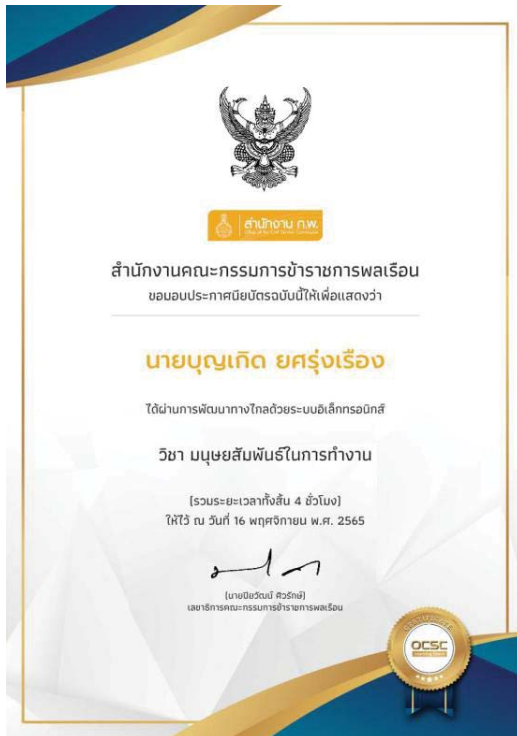 สำนักงาน ก.พ.
สำนักงานคณะกรรมการข้าราชการพลเรือน
ขอมอบประกาศนียบัตรฉบับนี้ให้เพื่อแสดงว่า
นายบุญเกิด ยศรุ่งเรือง
ได้ผ่านการพัฒนาทางไกลด้วยระบบอิเล็กทรอนิกส์
วิชา มนุษยสัมพันธ์ในการทำงาน
(รวมระยะเวลาทั้งสิ้น 4 ชั่วโมง)
ให้ไว้ ณ วันที่ 16 พฤศจิกายน พ.ศ. 2565
(นายปิยวัฒน์ ศิวรักษ์)
เลขาธิการคณะกรรมการข้าราชการพลเรือน
CERTIFICATE
OCSC